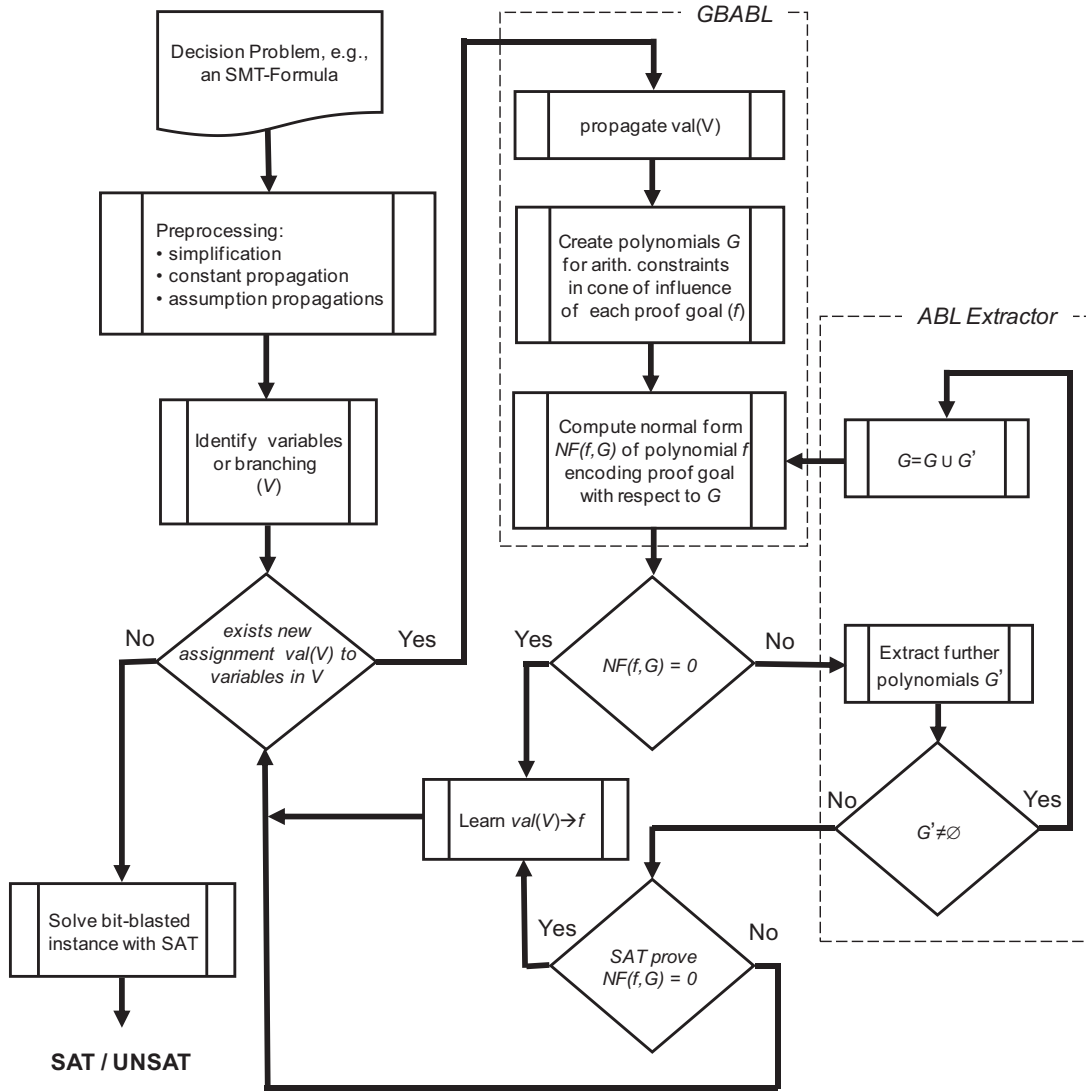 GBABL
Decision Problem, e.g.,
an SMT-Formula
propagate val(V)
Preprocessing:
• simplification
• constant propagation
• assumption propagations
Create polynomials G
for arith. constraints
in cone of influence
of each proof goal (f)
ABL Extractor
Identify variables
or branching
(V)
Compute normal form
NF(f,G) of polynomial f
encoding proof goal
with respect to G
G=G ∪ G’
No
exists new
assignment val(V) to
variables in V
Yes
Yes
NF(f,G) = 0
No
Extract further
polynomials G’
Learn val(V)→f
No
G’≠∅
Yes
Solve bit-blasted
instance with SAT
Yes
SAT prove
NF(f,G) = 0
No
SAT / UNSAT